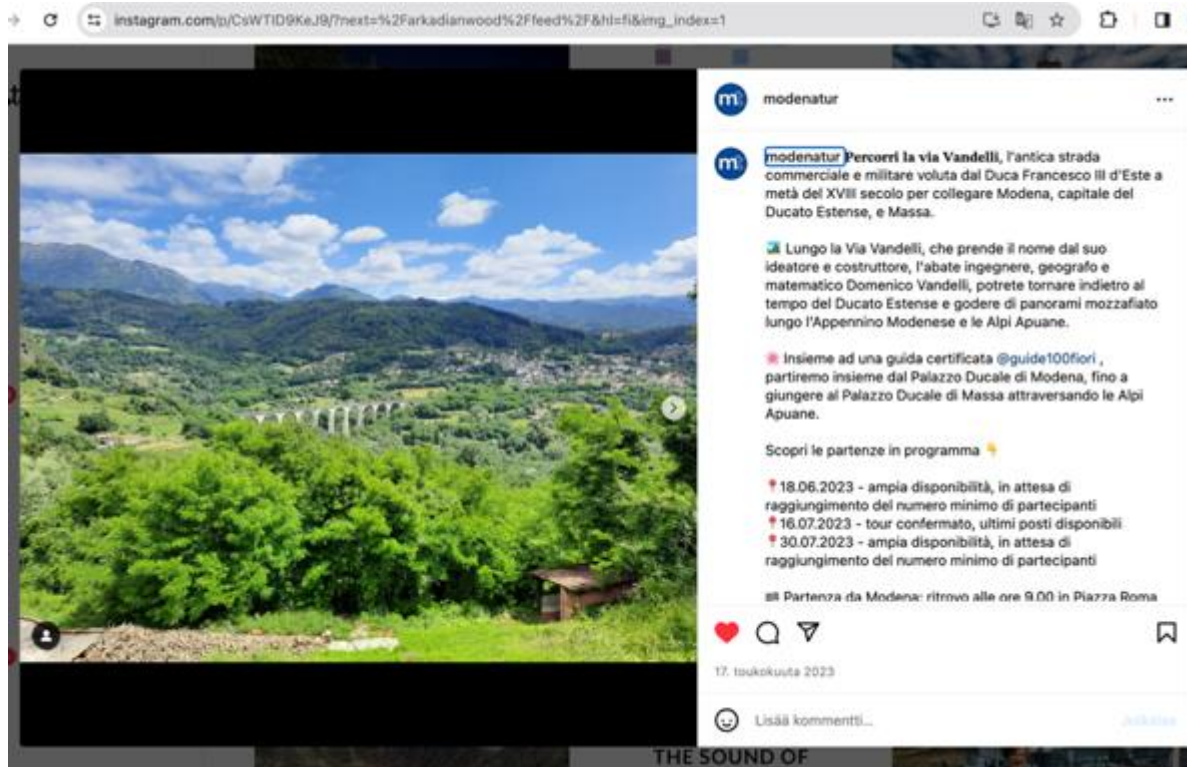 instagram.com/p/CsWTID9KeJ9/?next=%2Farkadianwood%2Ffeed%2F&hl=fi&img_index=1
modenatur
modenatur Percorri la via Vandelli, l'antica strada
commerciale e militare voluta dal Duca Francesco III d'Este a
metà del XVIII secolo per collegare Modena, capitale del
Ducato Estense, e Massa.
🏞️ Lungo la Via Vandelli, che prende il nome dal suo
ideatore e costruttore, l'abate ingegnere, geografo e
matematico Domenico Vandelli, potrete tornare indietro al
tempo del Ducato Estense e godere di panorami mozzafiato
lungo l'Appennino Modenese e le Alpi Apuane.
🌸 Insieme ad una guida certificata @guide100fiori ,
partiremo insieme dal Palazzo Ducale di Modena, fino a
giungere al Palazzo Ducale di Massa attraversando le Alpi
Apuane.
Scopri le partenze in programma 👇
📍18.06.2023 - ampia disponibilità, in attesa di
raggiungimento del numero minimo di partecipanti
📍16.07.2023 - tour confermato, ultimi posti disponibili
📍30.07.2023 - ampia disponibilità, in attesa di
raggiungimento del numero minimo di partecipanti
Partenza da Modena: ritrovo alle ore 9.00 in Piazza Roma
17. toukokuuta 2023
Lisää kommentti...
Julkaise
THE SOUND OF